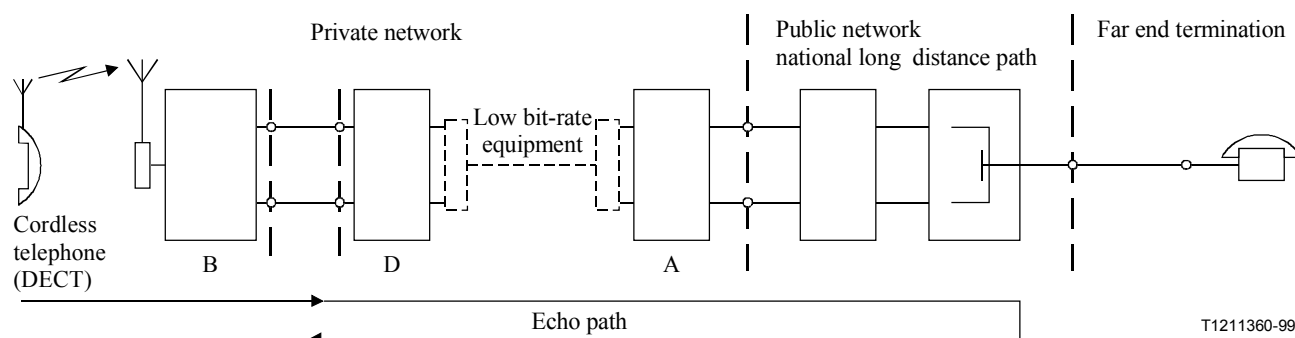 Private network
Public network
national long distance path
Far end termination
Low bit-rate
equipment
Cordless
telephone
(DECT)
B
D
A
Echo path
T1211360-99